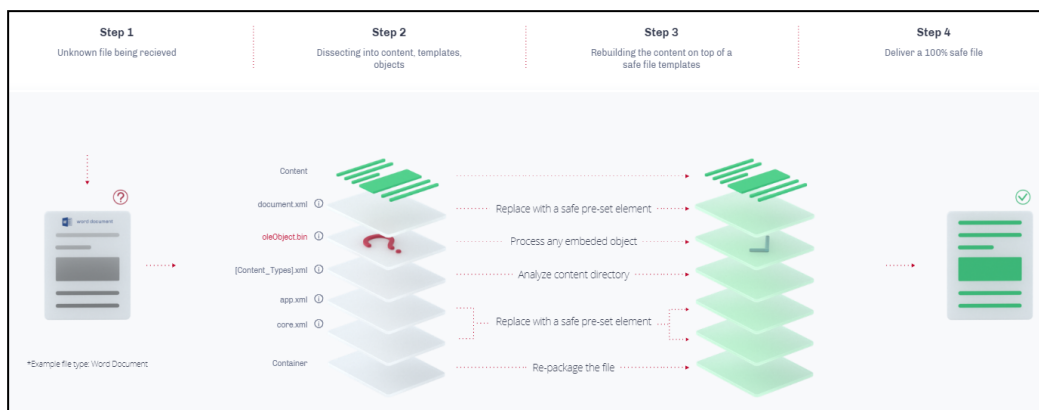 Step 1
Unknown file being recieved
Step 2
Dissecting into content, templates,
objects
Step 3
Rebuilding the content on top of a
safe file templates
Step 4
Deliver a 100% safe file
?
word document
*Example file type: Word Document
Content
document.xml
oleObject.bin
[Content_Types].xml
app.xml
core.xml
Container
?
Replace with a safe pre-set element
Process any embeded object
Analyze content directory
Replace with a safe pre-set element
Re-package the file